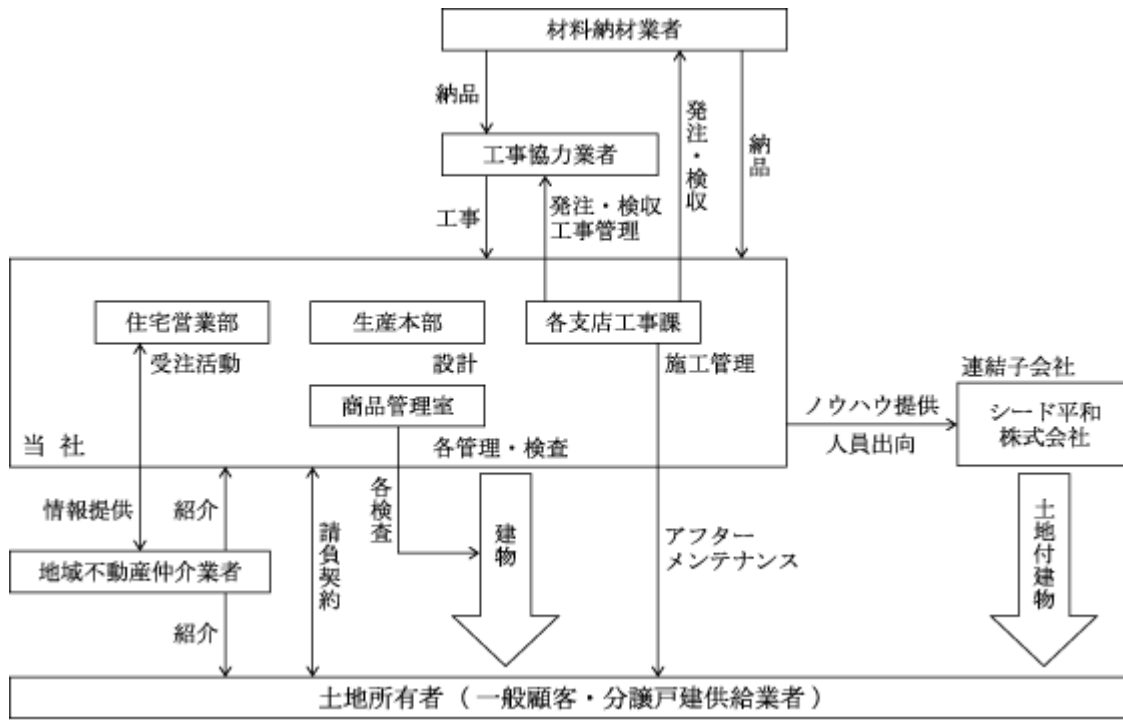 材料納材業者
納品
発注・検収
納品
工事協力業者
工事
発注・検収
工事管理
住宅営業部
生産本部
各支店工事課
受注活動
設計
施工管理
商品管理室
当 社
各管理・検査
連結子会社
ノウハウ提供
人員出向
シード平和
株式会社
情報提供
紹介
請負契約
各検査
建物
アフター
メンテナンス
土地付建物
地域不動産仲介業者
紹介
土地所有者（一般顧客・分譲戸建供給業者）